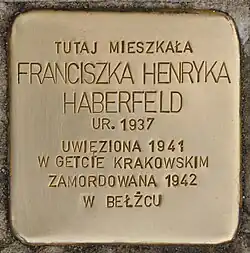 TUTAJ MIESZKAŁA
FRANCISZKA HENRYKA
HABERFELD
UR. 1937
UWIĘZIONA 1941
W GETCIE KRAKOWSKIM
ZAMORDOWANA 1942
W BEŁŻCU